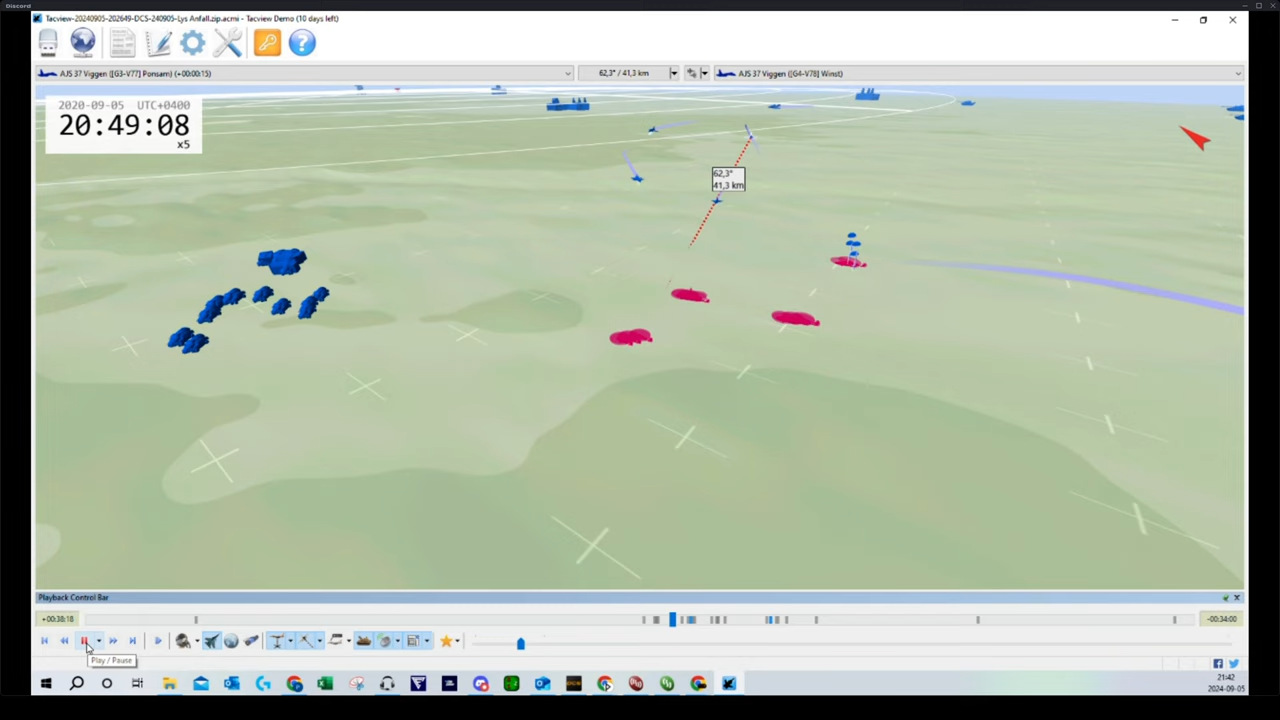 Discord
Tacview-20240905-202649-DCS-240905-Lys Anfall.zip.acmi - Tacview Demo (10 days left)
AJS 37 Viggen ([G3-V77] Ponsam) (+00:00:15)
62,3° / 41,3 km
AJS 37 Viggen ([G4-V78] Winst)
2020-09-05 UTC+0400
20:49:08
x5
62,3°
41,3 km
Playback Control Bar
+00:38:18
-00:34:00
Play / Pause
21:42
2024-09-05